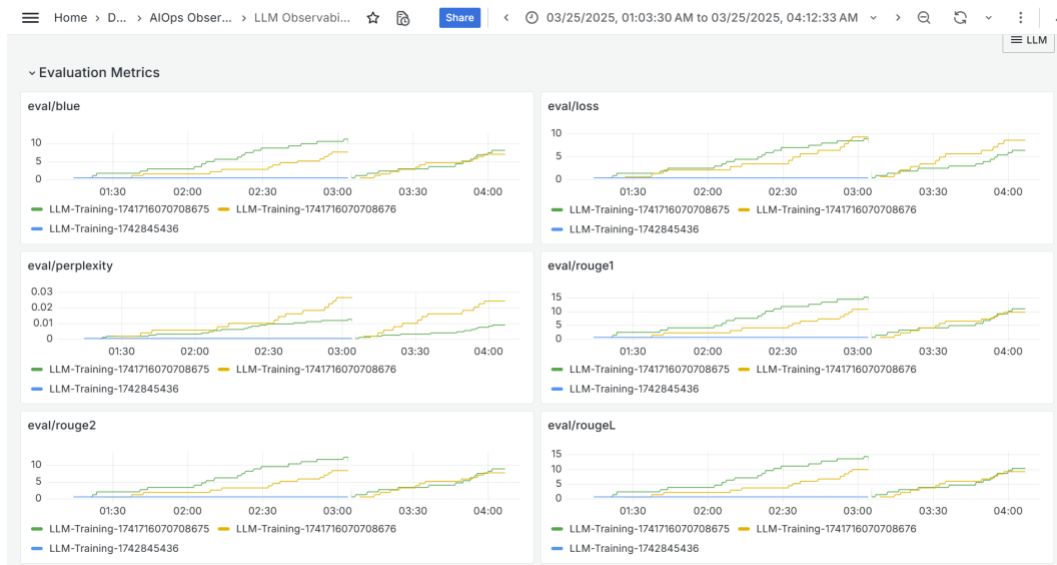 Home › D... › AIOps Obser... › LLM Observabi... Share 03/25/2025, 01:03:30 AM to 03/25/2025, 04:12:33 AM
LLM
Evaluation Metrics
eval/blue
10
5
0
01:30 02:00 02:30 03:00 03:30 04:00
LLM-Training-1741716070708675 LLM-Training-1741716070708676
LLM-Training-1742845436
eval/loss
10
5
0
01:30 02:00 02:30 03:00 03:30 04:00
LLM-Training-1741716070708675 LLM-Training-1741716070708676
LLM-Training-1742845436
eval/perplexity
0.03
0.02
0.01
0
01:30 02:00 02:30 03:00 03:30 04:00
LLM-Training-1741716070708675 LLM-Training-1741716070708676
LLM-Training-1742845436
eval/rouge1
15
10
5
0
01:30 02:00 02:30 03:00 03:30 04:00
LLM-Training-1741716070708675 LLM-Training-1741716070708676
LLM-Training-1742845436
eval/rouge2
10
5
0
01:30 02:00 02:30 03:00 03:30 04:00
LLM-Training-1741716070708675 LLM-Training-1741716070708676
LLM-Training-1742845436
eval/rougeL
15
10
5
0
01:30 02:00 02:30 03:00 03:30 04:00
LLM-Training-1741716070708675 LLM-Training-1741716070708676
LLM-Training-1742845436